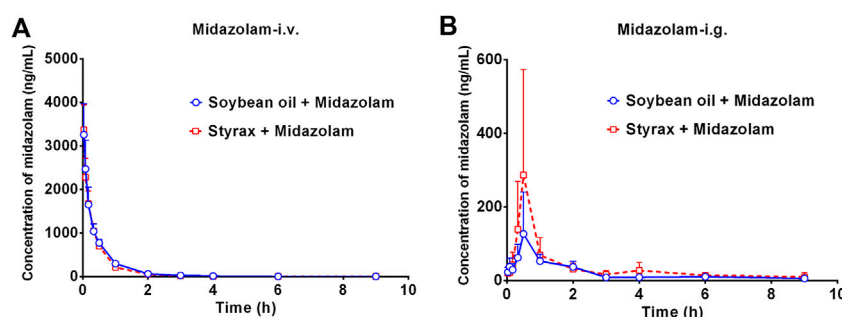 A
Midazolam-i.v.
Concentration of midazolam (ng/mL)
5000
4000
3000
2000
1000
0
Soybean oil + Midazolam
Styrax + Midazolam
0 2 4 6 8 10
Time (h)
B
Midazolam-i.g.
Concentration of midazolam (ng/mL)
600
400
200
0
Soybean oil + Midazolam
Styrax + Midazolam
0 2 4 6 8 10
Time (h)